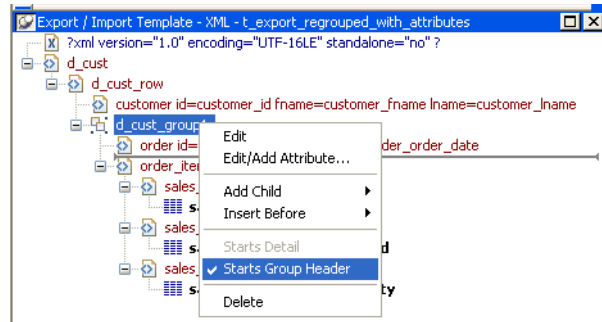 Export / Import Template - XML - t_export_regrouped_with_attributes
?xml version="1.0" encoding="UTF-16LE" standalone="no" ?
d_cust
d_cust_row
customer id=customer_id fname=customer_fname lname=customer_lname
d_cust_group
Edit
order id= der_order_date
Edit/Add Attribute...
order_ite
sales_ Add Child
Insert Before
sales_
Starts Detail d
sales_ Starts Group Header
ty
Delete